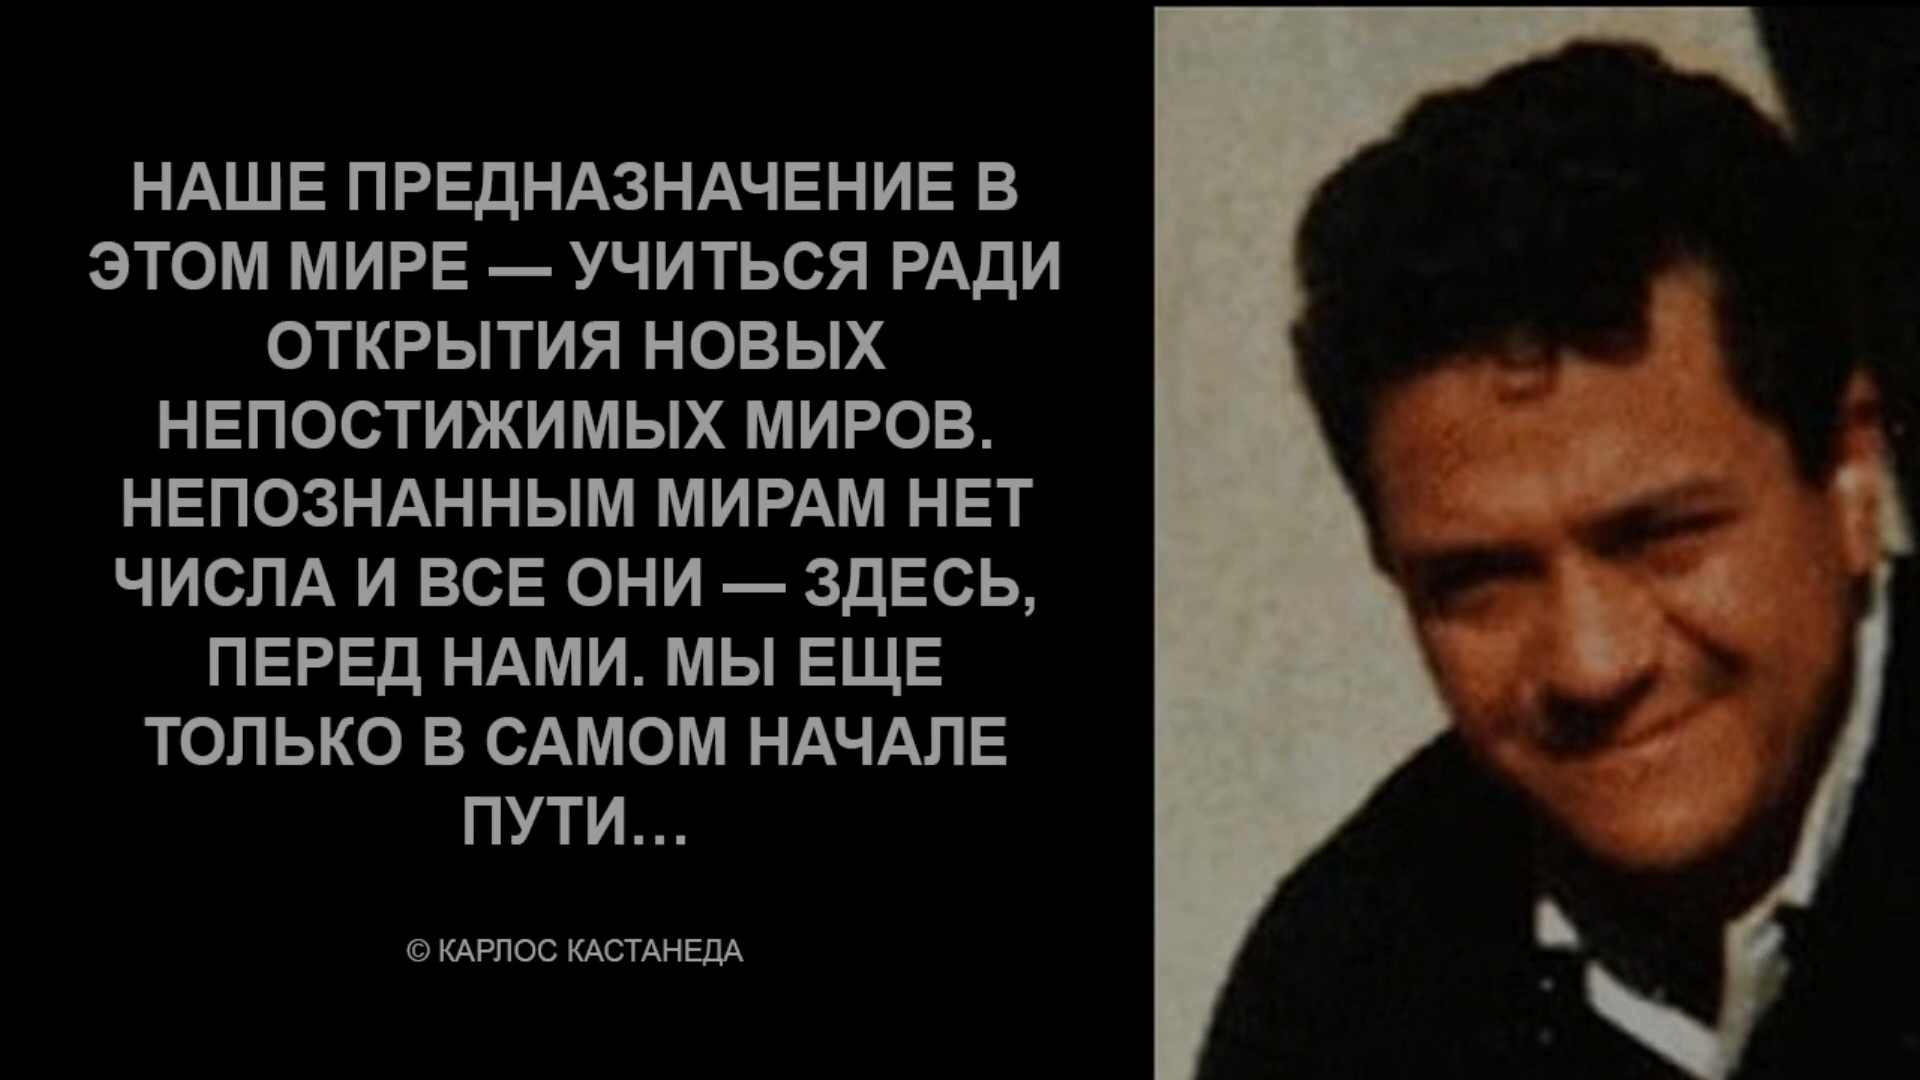 НАШЕ ПРЕДНАЗНАЧЕНИЕ В
ЭТОМ МИРЕ — УЧИТЬСЯ РАДИ
ОТКРЫТИЯ НОВЫХ
НЕПОСТИЖИМЫХ МИРОВ.
НЕПОЗНАННЫМ МИРАМ НЕТ
ЧИСЛА И ВСЕ ОНИ — ЗДЕСЬ,
ПЕРЕД НАМИ. МЫ ЕЩЕ
ТОЛЬКО В САМОМ НАЧАЛЕ
ПУТИ...
© КАРЛОС КАСТАНЕДА